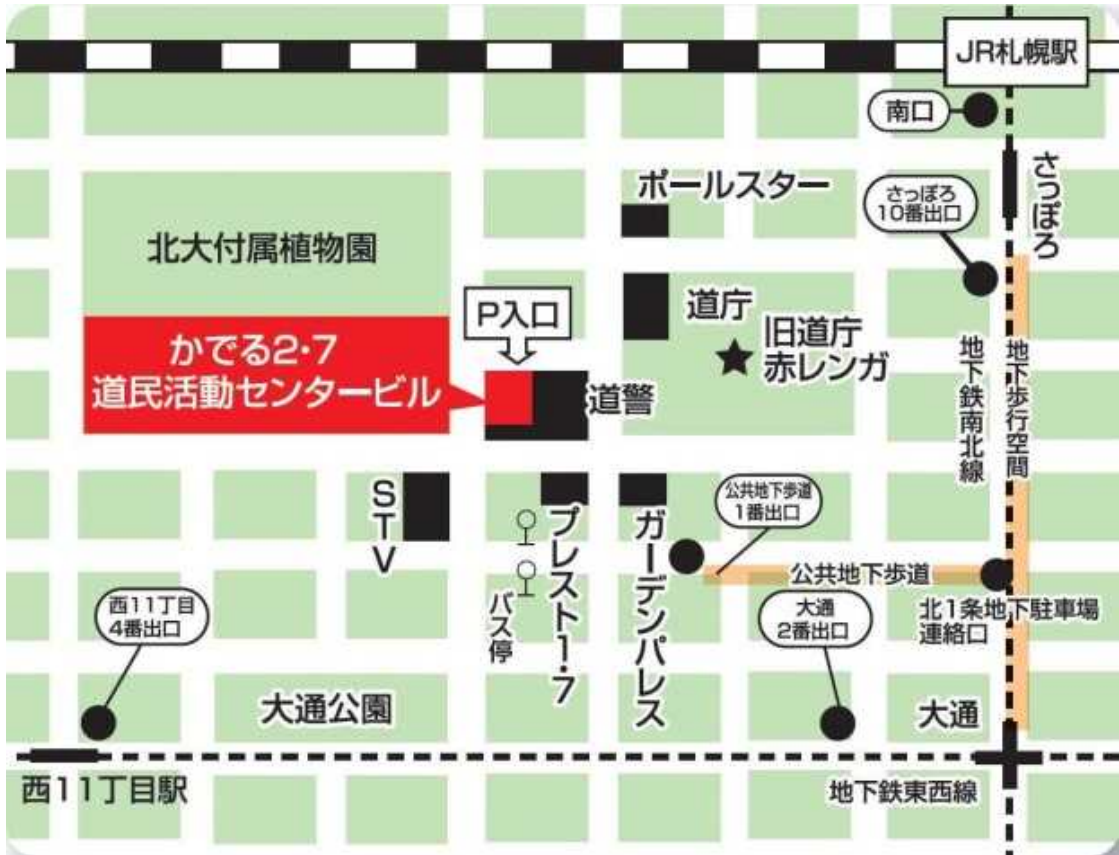 JR札幌駅
南口
さっぽろ
ポールスター
さっぽろ
10番出口
北大付属植物園
P入口
道庁
旧道庁
赤レンガ
かでる2・7
道民活動センタービル
道警
地下鉄南北線
地下歩行空間
STV
プレスト1・7
ガーデンパレス
公共地下歩道
1番出口
公共地下歩道
バス停
西11丁目
4番出口
大通
2番出口
北1条地下駐車場
連絡口
大通公園
大通
西11丁目駅
地下鉄東西線